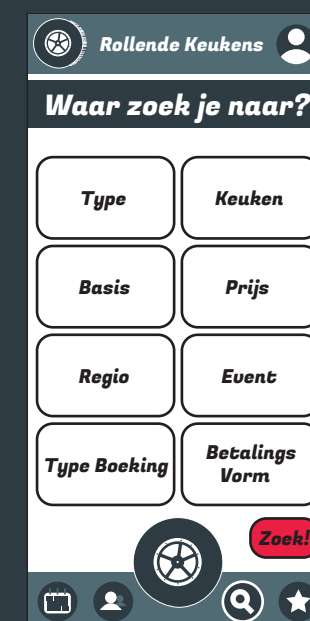 Rollende Keukens
Waar zoek je naar?
Type
Keuken
Basis
Prijs
Regio
Event
Type Boeking
Betalings
Vorm
Zoek!